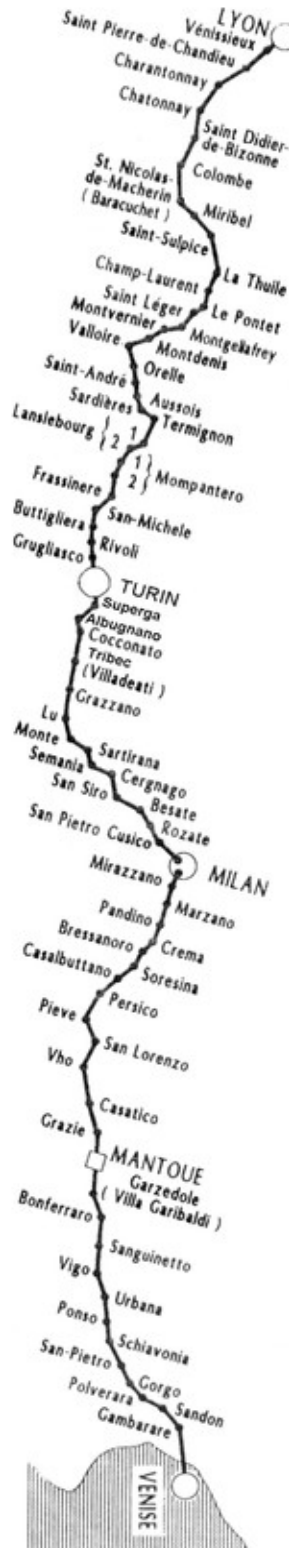 LYON
Vénissieux
Saint Pierre-de-Chandieu
Charantonnay
Chatonnay
Saint Didier-
de-Bizonne
Colombe
St. Nicolas-
de-Macherin
( Baracuchet )
Miribel
Saint-Sulpice
La Thuile
Champ-Laurent
Le Pontet
Saint Léger
Montgellafrey
Montvernier
Montdenis
Valloire
Orelle
Saint-André
Aussois
Sardières
Termignon
Lanslebourg { 1
2
1 } Mompantero
2
Frassinere
San-Michele
Buttigliera
Rivoli
Grugliasco
TURIN
Superga
Albugnano
Cocconato
Tribec
(Villadeati )
Grazzano
Lu
Monte
Sartirana
Semania
Cergnago
San Siro
Besate
Rozate
San Pietro Cusico
MILAN
Mirazzano
Marzano
Pandino
Crema
Bressanoro
Soresina
Casalbuttano
Persico
Pieve
San Lorenzo
Vho
Casatico
Grazie
MANTOUE
Garzedole
( Villa Garibaldi )
Bonferraro
Sanguinetto
Vigo
Urbana
Ponso
Schiavonia
San-Pietro
Gorgo
Polverara
Sandon
Gambarare
VENISE